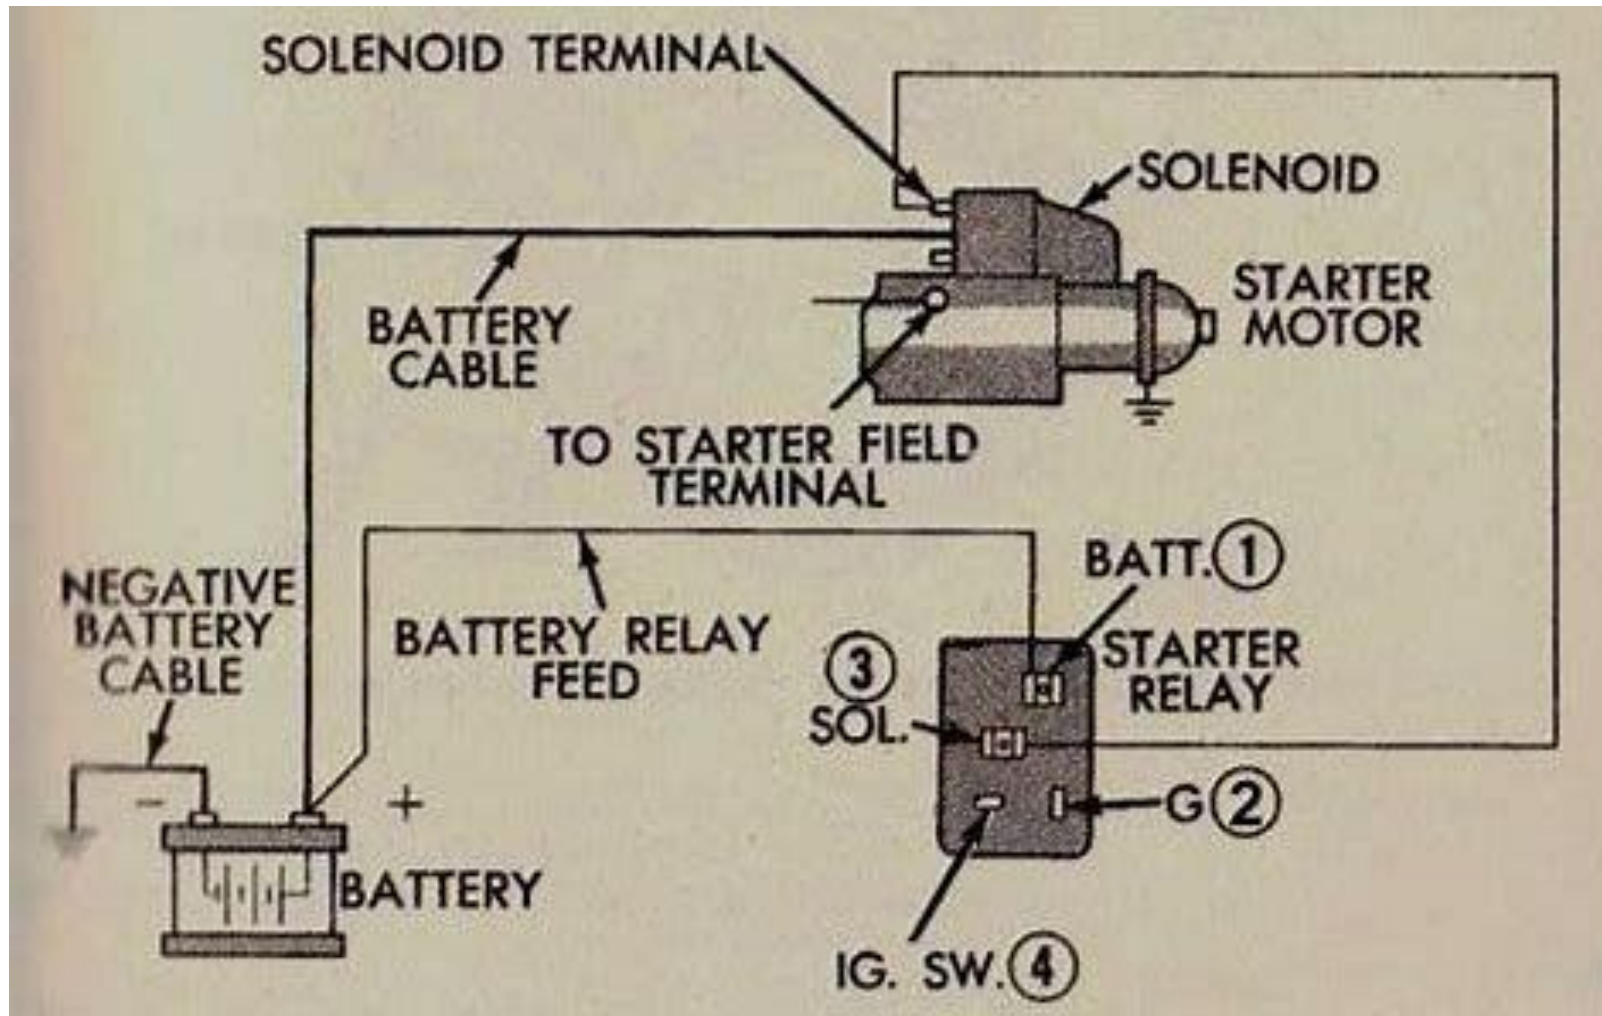 SOLENOID TERMINAL
SOLENOID
STARTER
MOTOR
BATTERY
CABLE
TO STARTER FIELD
TERMINAL
NEGATIVE
BATTERY
CABLE
BATTERY RELAY
FEED
BATT. 1
STARTER
RELAY
3
SOL.
G 2
- +
BATTERY
IG. SW. 4